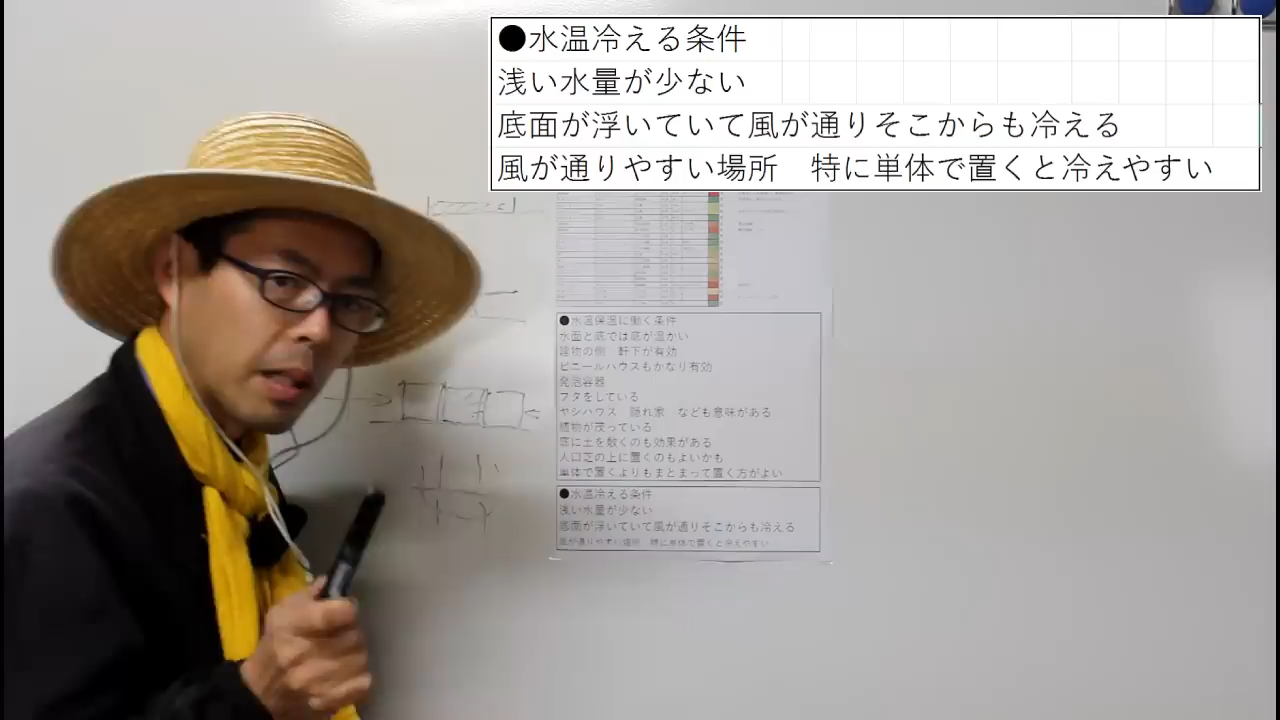 ●水温冷える条件
浅い水量が少ない
底面が浮いていて風が通りそこからも冷える
風が通りやすい場所　特に単体で置くと冷えやすい
●水温保温に働く条件
水面と底では底が温かい
建物の側　軒下が有効
ビニールハウスもかなり有効
発泡容器
フタをしている
ヤシハウス　隠れ家　なども意味がある
植物が茂っている
底に土を敷くのも効果がある
人口芝の上に置くのもよいかも
単体で置くよりもまとまって置く方がよい
●水温冷える条件
浅い水量が少ない
底面が浮いていて風が通りそこからも冷える
風が通りやすい場所　特に単体で置くと冷えやすい